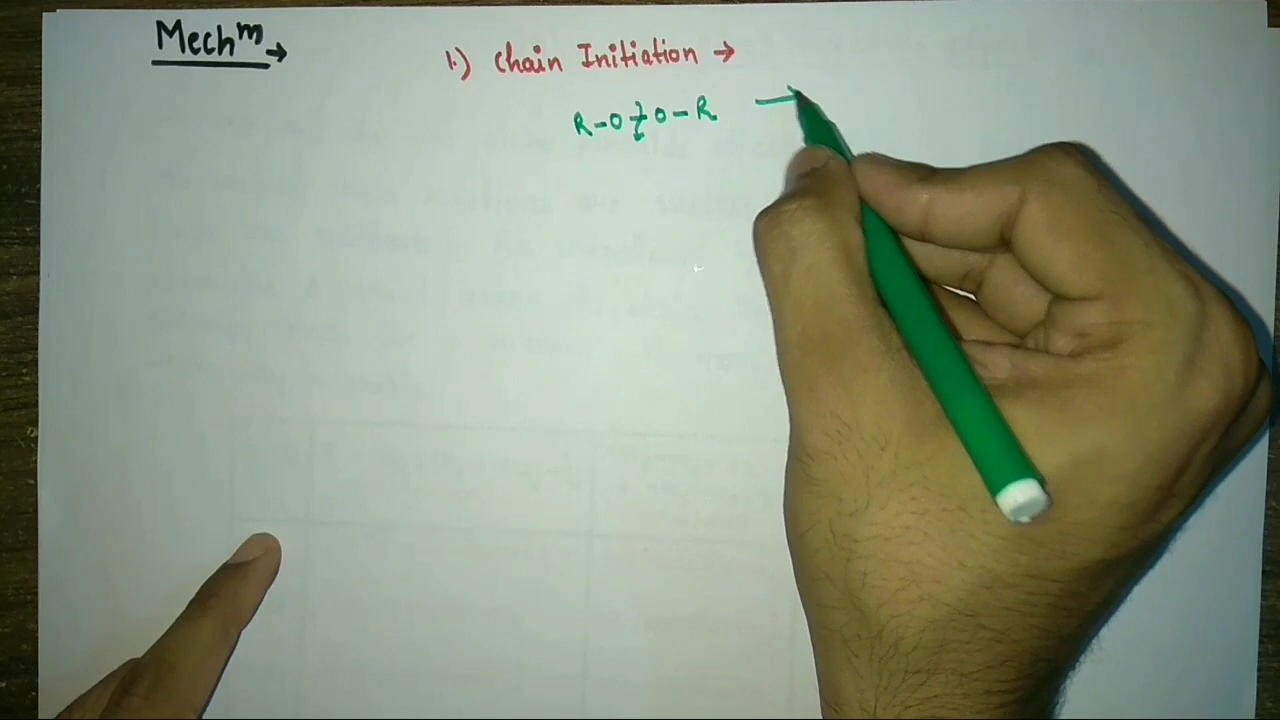 Mechᵐ→ 1.) Chain Initiation →
R-O-O-R →